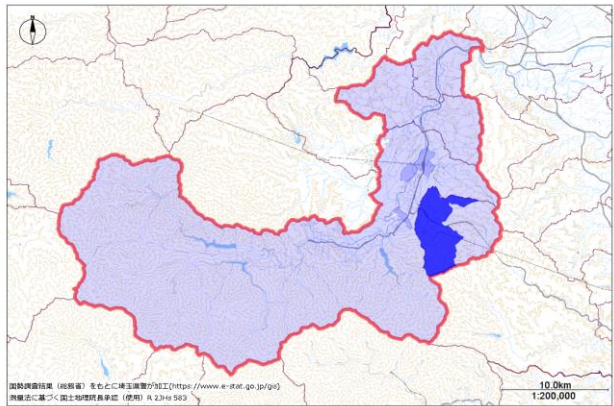 国勢調査結果（総務省）をもとに埼玉県警が加工(https://www.e-stat.go.jp/gis)
測量法に基づく国土地理院長承認（使用）R 2JHs 583
10.0km
1:200,000